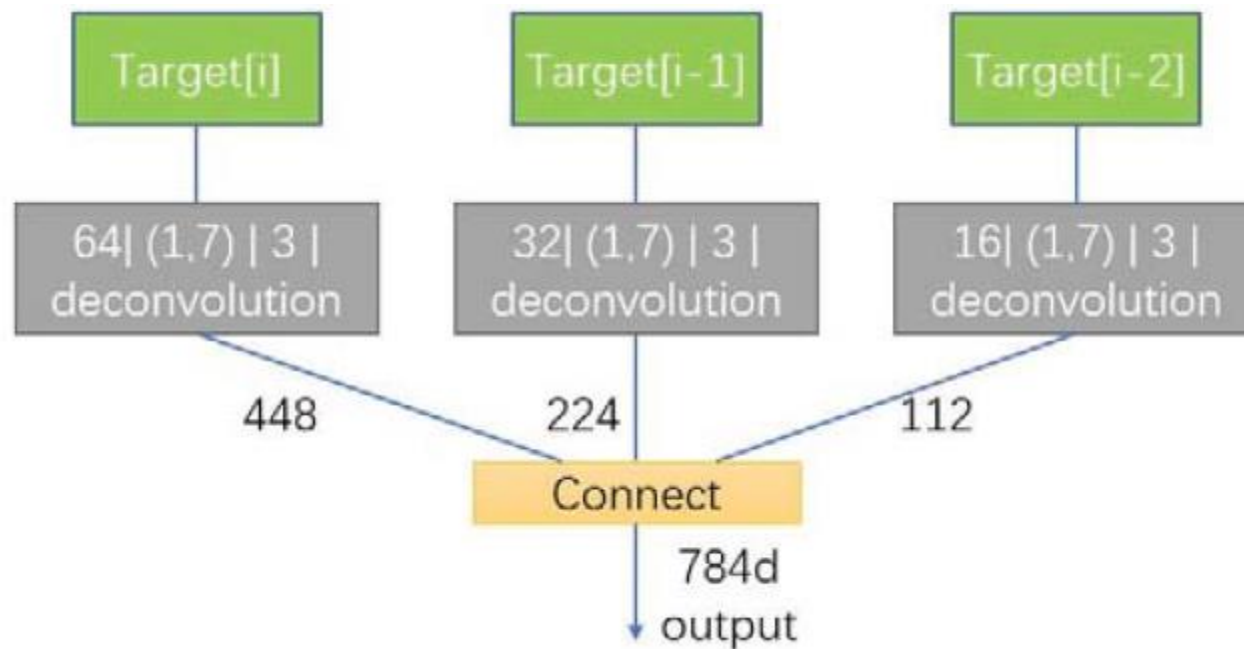 Target[i]
Target[i-1]
Target[i-2]
64| (1,7) | 3 |
deconvolution
32| (1,7) | 3 |
deconvolution
16| (1,7) | 3 |
deconvolution
448
224
112
Connect
784d
output